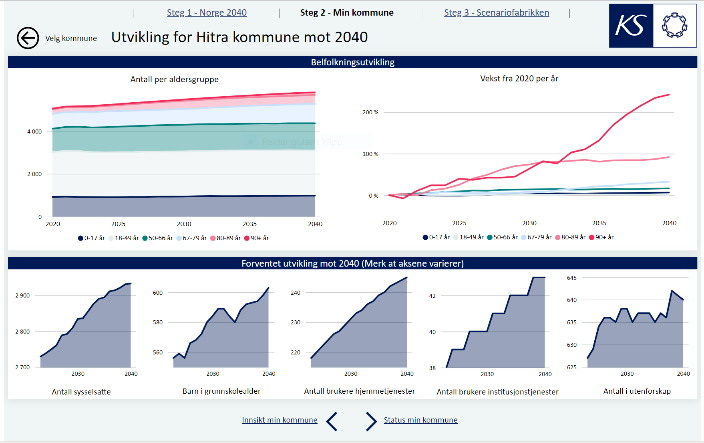 Steg 1 - Norge 2040 | Steg 2 - Min kommune | Steg 3 - Scenariofabrikken
KS
Velg kommune
Utvikling for Hitra kommune mot 2040
Belfolkningsutvikling
Antall per aldersgruppe
4 000
2 000
0
2020 2025 2030 2035 2040
0-17 år 18-49 år 50-66 år 67-79 år 80-89 år 90+ år
Vekst fra 2020 per år
200 %
100 %
0 %
2020 2025 2030 2035 2040
0-17 år 18-49 år 50-66 år 67-79 år 80-89 år 90+ år
Forventet utvikling mot 2040 (Merk at aksene varierer)
2 900
2 800
2 700
2030 2040
Antall sysselsatte
600
580
560
2030 2040
Barn i grunnskolealder
240
230
220
2030 2040
Antall brukere hjemmetjenester
42
40
38
2030 2040
Antall brukere institusjonstjenester
645
640
635
630
625
2030 2040
Antall i utenforskap
Innsikt min kommune
Status min kommune